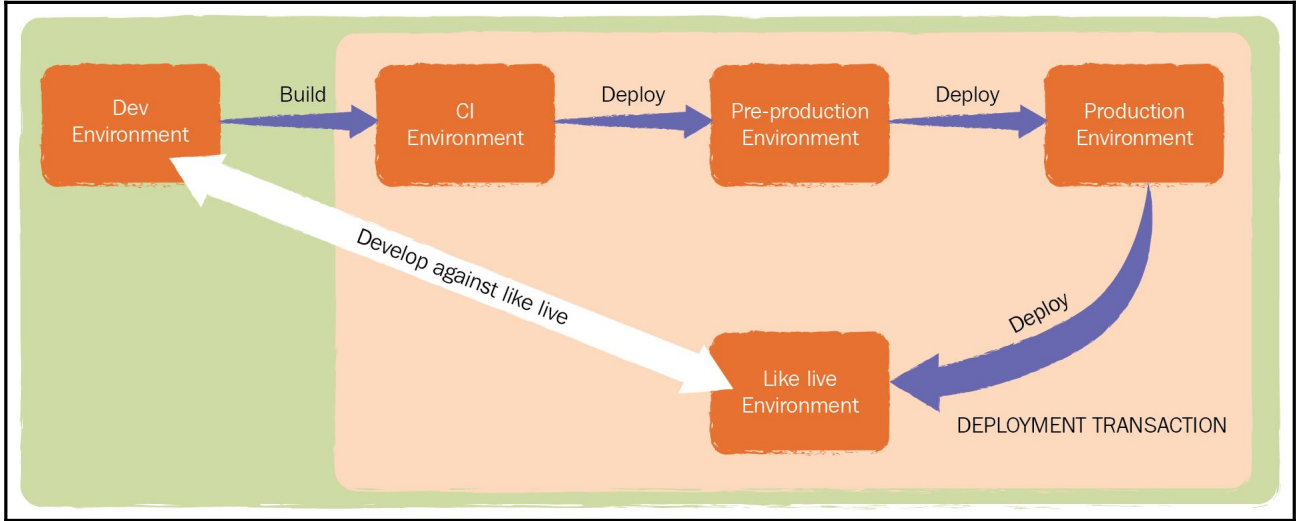 Dev
Environment
Build
CI
Environment
Deploy
Pre-production
Environment
Deploy
Production
Environment
Develop against like live
Deploy
Like live
Environment
DEPLOYMENT TRANSACTION